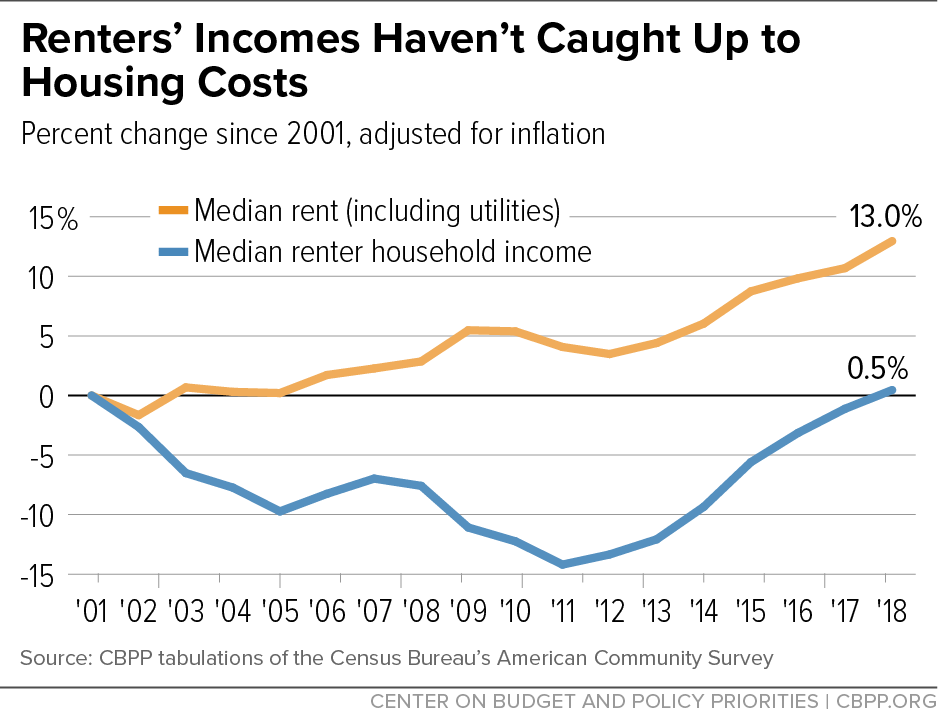 Renters’ Incomes Haven’t Caught Up to
Housing Costs
Percent change since 2001, adjusted for inflation
15%
Median rent (including utilities)
13.0%
Median renter household income
10
5
0.5%
0
-5
-10
-15
'01 '02 '03 '04 '05 '06 '07 '08 '09 '10 '11 '12 '13 '14 '15 '16 '17 '18
Source: CBPP tabulations of the Census Bureau’s American Community Survey
CENTER ON BUDGET AND POLICY PRIORITIES | CBPP.ORG